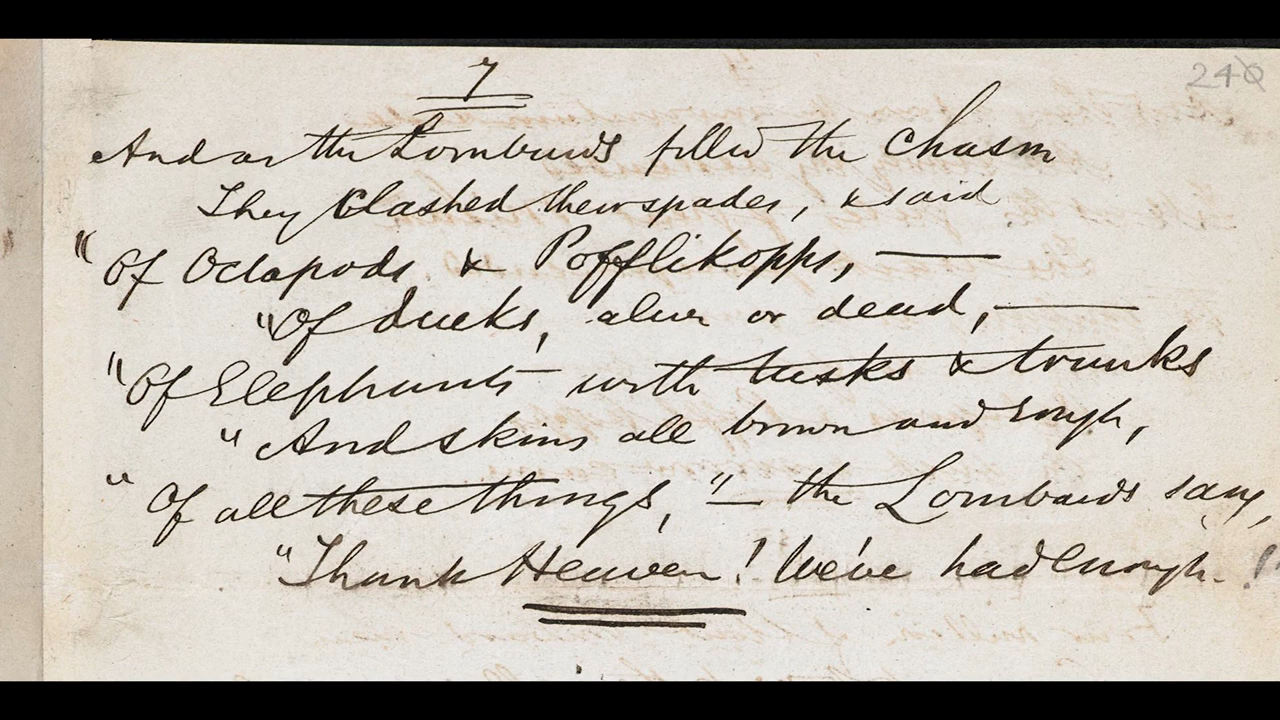 7
240
And as the Lombards filled the chasm
They clashed their spades, & said
"Of Octapods & Pofflikopps, —
"Of ducks, alive or dead, —
"Of Elephants with tusks & trunks
"And skins all brown and rough,
"Of all these things," — the Lombards sang,
"Thank Heaven! We've had enough.!"